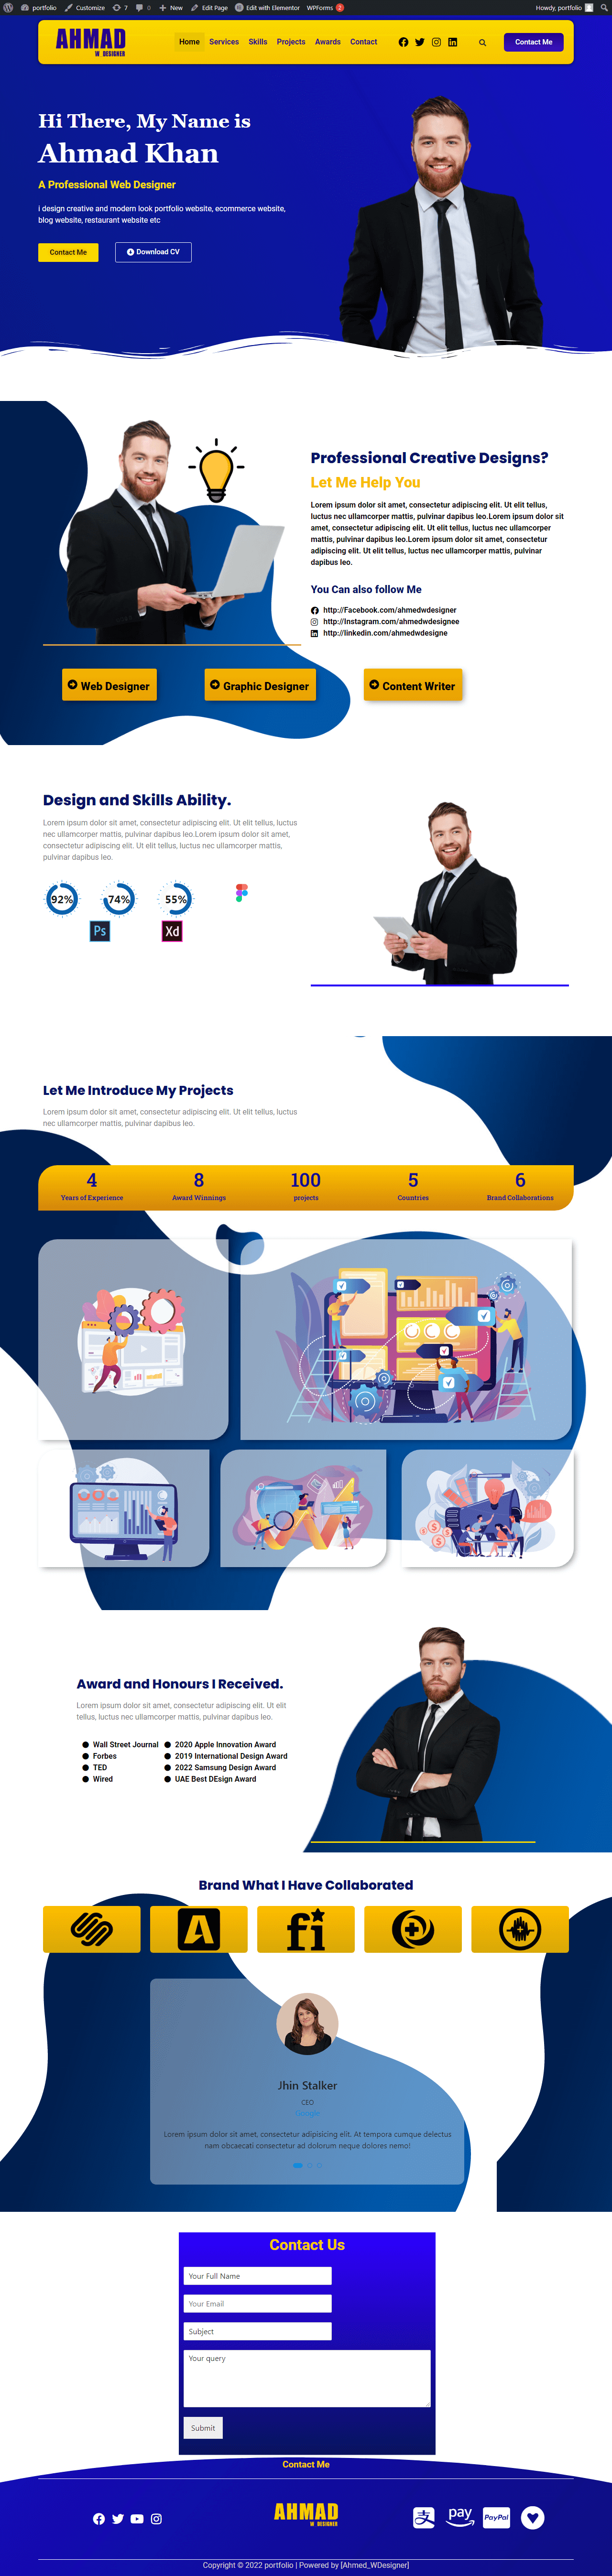 portfolio Customize 7 0 New Edit Page Edit with Elementor WPForms 2 Howdy, portfolio
AHMAD
W DESIGNER
Home Services Skills Projects Awards Contact
Contact Me
Hi There, My Name is
Ahmad Khan
A Professional Web Designer
i design creative and modern look portfolio website, ecommerce website,
blog website, restaurant website etc
Contact Me
Download CV
Professional Creative Designs?
Let Me Help You
Lorem ipsum dolor sit amet, consectetur adipiscing elit. Ut elit tellus,
luctus nec ullamcorper mattis, pulvinar dapibus leo.Lorem ipsum dolor sit
amet, consectetur adipiscing elit. Ut elit tellus, luctus nec ullamcorper
mattis, pulvinar dapibus leo.Lorem ipsum dolor sit amet, consectetur
adipiscing elit. Ut elit tellus, luctus nec ullamcorper mattis, pulvinar
dapibus leo.
You Can also follow Me
http://Facebook.com/ahmedwdesigner
http://Instagram.com/ahmedwdesignee
http://linkedin.com/ahmedwdesigne
Web Designer
Graphic Designer
Content Writer
Design and Skills Ability.
Lorem ipsum dolor sit amet, consectetur adipiscing elit. Ut elit tellus, luctus
nec ullamcorper mattis, pulvinar dapibus leo.Lorem ipsum dolor sit amet,
consectetur adipiscing elit. Ut elit tellus, luctus nec ullamcorper mattis,
pulvinar dapibus leo.
92% 74% 55%
Ps Xd
Let Me Introduce My Projects
Lorem ipsum dolor sit amet, consectetur adipiscing elit. Ut elit tellus, luctus
nec ullamcorper mattis, pulvinar dapibus leo.
4 8 100 5 6
Years of Experience Award Winnings projects Countries Brand Collaborations
Award and Honours I Received.
Lorem ipsum dolor sit amet, consectetur adipiscing elit. Ut elit
tellus, luctus nec ullamcorper mattis, pulvinar dapibus leo.
Wall Street Journal
Forbes
TED
Wired
2020 Apple Innovation Award
2019 International Design Award
2022 Samsung Design Award
UAE Best DEsign Award
Brand What I Have Collaborated
A fi
Jhin Stalker
CEO
Google
Lorem ipsum dolor sit amet, consectetur adipisicing elit. At tempora cumque delectus
nam obcaecati consectetur ad dolorum neque dolores nemo!
Contact Us
Your Full Name
Your Email
Subject
Your query
Submit
Contact Me
AHMAD
W DESIGNER
支 Pay PayPal
Copyright © 2022 portfolio | Powered by [Ahmed_WDesigner]